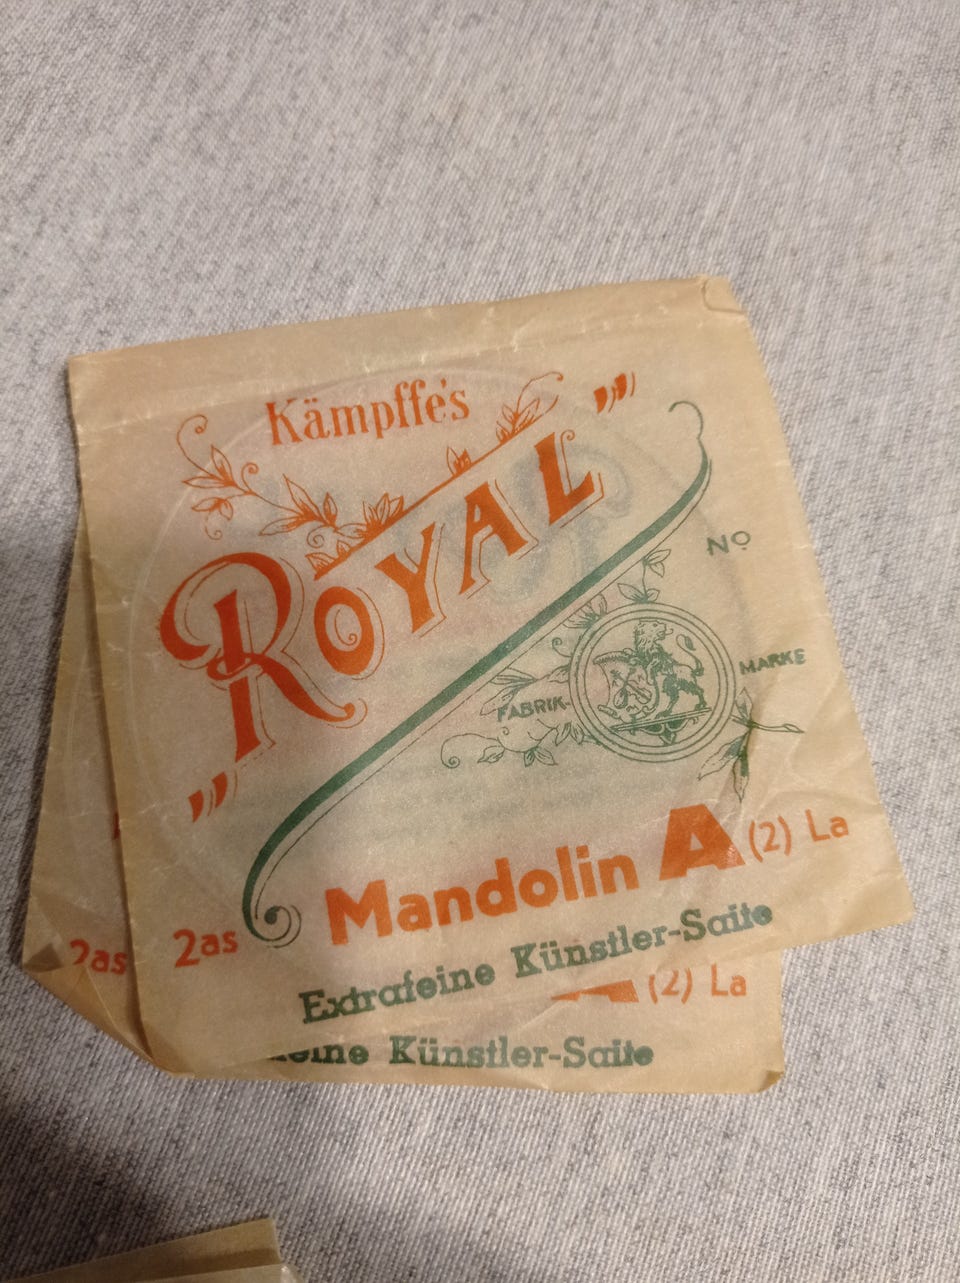 Kämpffe's
„ROYAL”
No
FABRIK- MARKE
2as Mandolin A (2) La
Extrafeine Künstler-Saite
2as A (2) La
eine Künstler-Saite